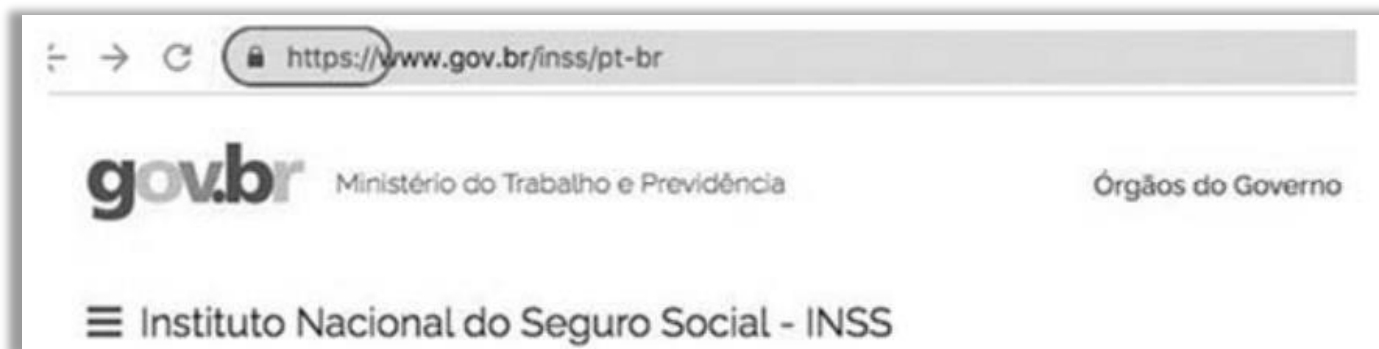 https://www.gov.br/inss/pt-br
gov.br Ministério do Trabalho e Previdência Órgãos do Governo
Instituto Nacional do Seguro Social - INSS